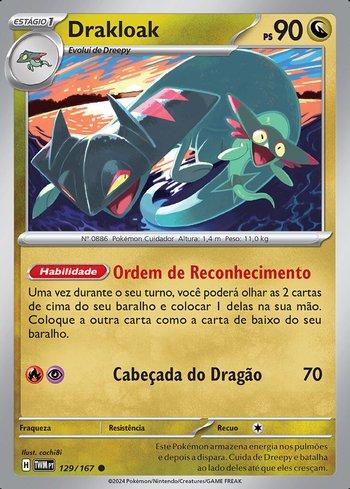 ESTÁGIO 1
Drakloak
PS 90
Evolui de Dreepy
Nº 0886 Pokémon Cuidador Altura: 1,4 m Peso: 11,0 kg
Habilidade Ordem de Reconhecimento
Uma vez durante o seu turno, você poderá olhar as 2 cartas
de cima do seu baralho e colocar 1 delas na sua mão.
Coloque a outra carta como a carta de baixo do seu
baralho.
Cabeçada do Dragão 70
Fraqueza Resistência Recuo
Ilust. cochi8i
H TWM PT 129/167
Este Pokémon armazena energia nos pulmões
e depois a dispara. Cuida de Dreepy e batalha
ao lado deles até que eles cresçam.
©2024 Pokémon/Nintendo/Creatures/GAME FREAK